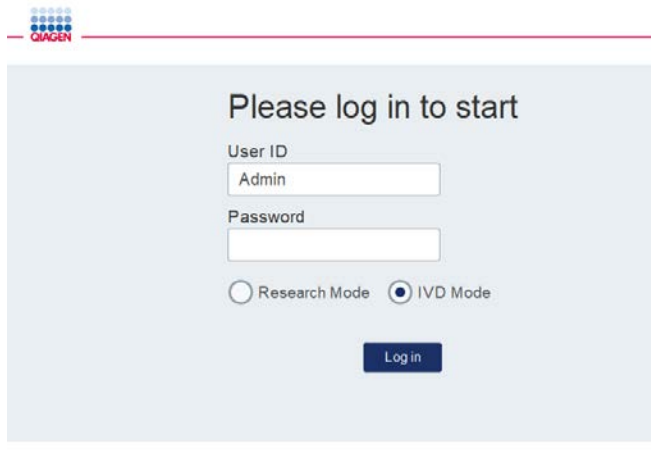 QIAGEN
Please log in to start
User ID
Admin
Password
Research Mode IVD Mode
Log in